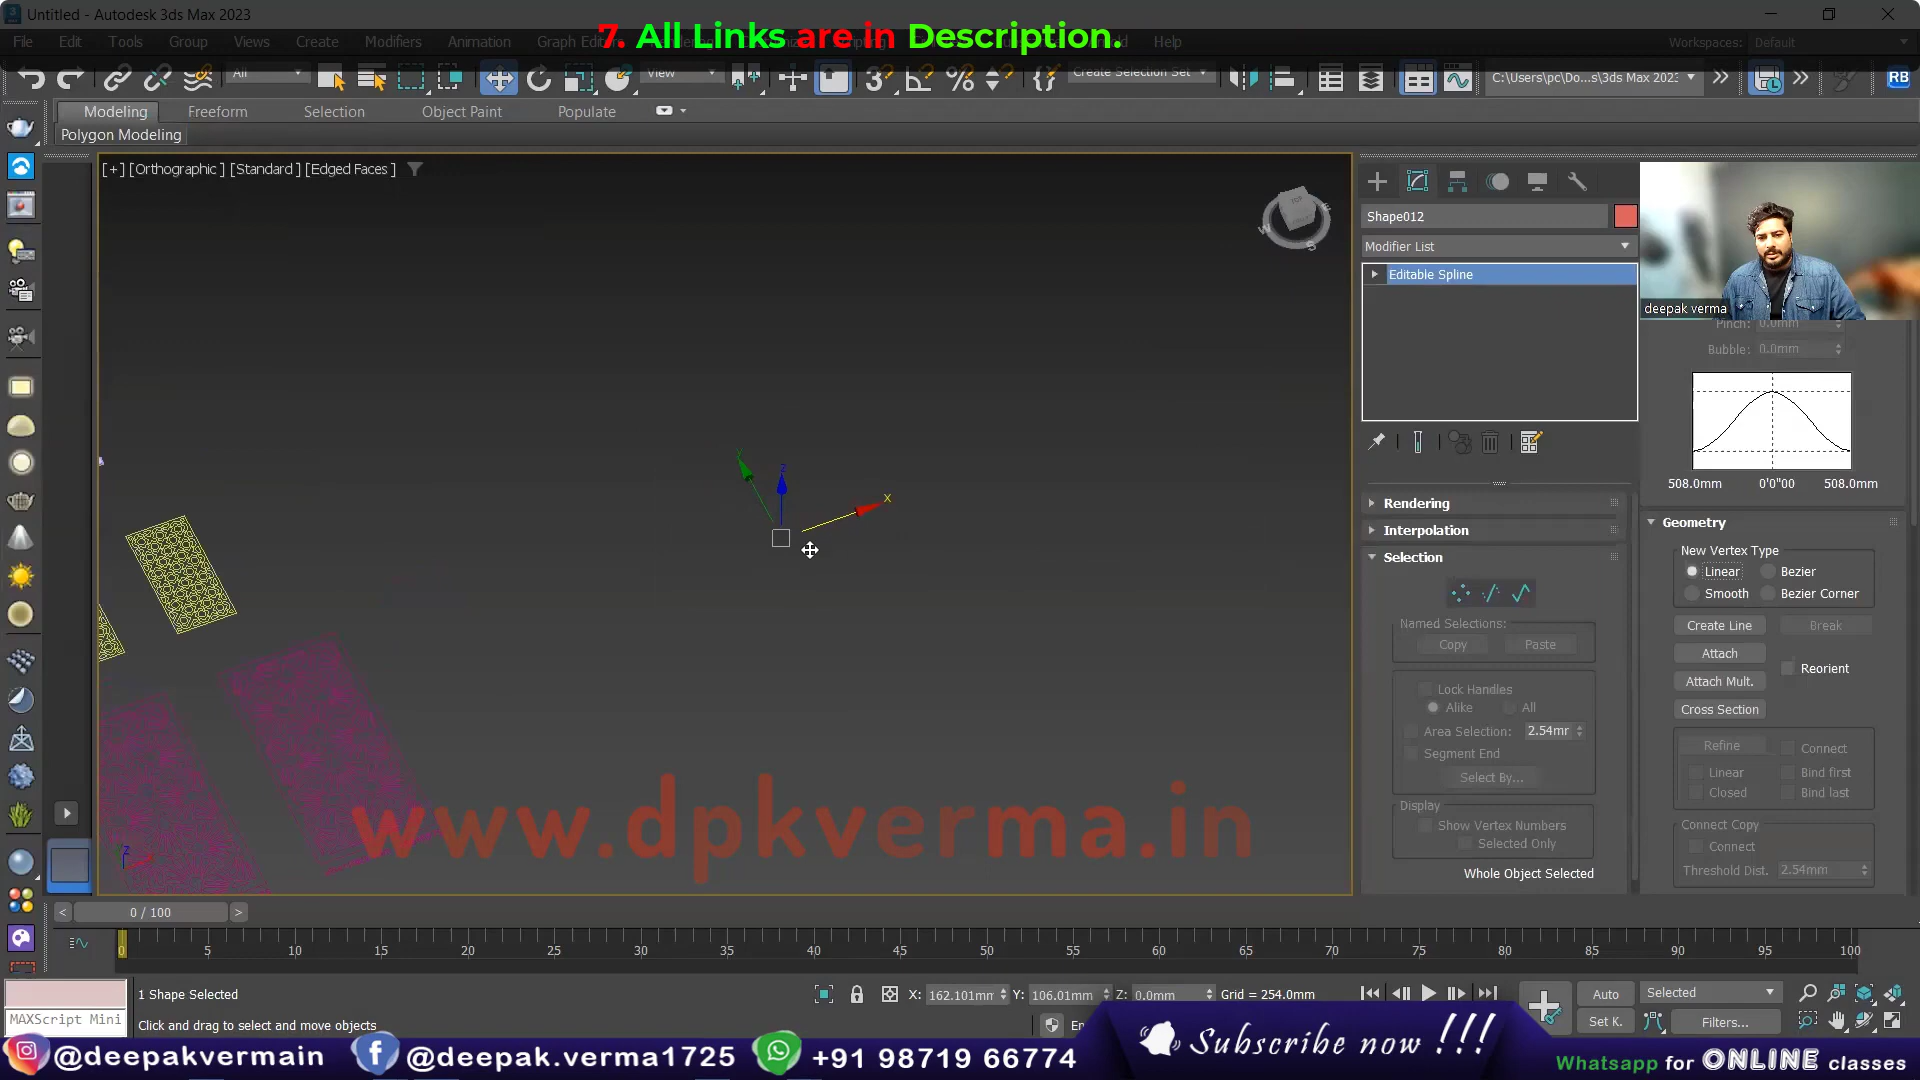 Untitled - Autodesk 3ds Max 2023
7. All Links are in Description.
File Edit Tools Group Views Create Modifiers Animation Graph Help
Workspaces: Default
All
View
Create Selection Set
C:\Users\pc\Do...s\3ds Max 2023
RB
Modeling Freeform Selection Object Paint Populate
Polygon Modeling
[+] [Orthographic ] [Standard ] [Edged Faces ]
Shape012
Modifier List
Editable Spline
deepak verma
Pinch: 0.0mm
Bubble: 0.0mm
508.0mm 0'0"00 508.0mm
Rendering
Interpolation
Selection
Named Selections:
Copy Paste
Lock Handles
Alike All
Area Selection: 2.54mr
Segment End
Select By...
Display
Show Vertex Numbers
Selected Only
Whole Object Selected
Geometry
New Vertex Type
Linear Bezier
Smooth Bezier Corner
Create Line Break
Attach
Reorient
Attach Mult.
Cross Section
Refine Connect
Linear Bind first
Closed Bind last
Connect Copy
Connect
Threshold Dist. 2.54mm
www.dpkverma.in
< 0 / 100 >
0 5 10 15 20 25 30 35 40 45 50 55 60 65 70 75 80 85 90 95 100
1 Shape Selected
X: 162.101mm Y: 106.01mm Z: 0.0mm Grid = 254.0mm
Auto Selected
MAXScript Mini
Click and drag to select and move objects
En
Set K. Filters...
@deepakvermain @deepak.verma1725 +91 98719 66774
Subscribe now !!!
Whatsapp for ONLINE classes